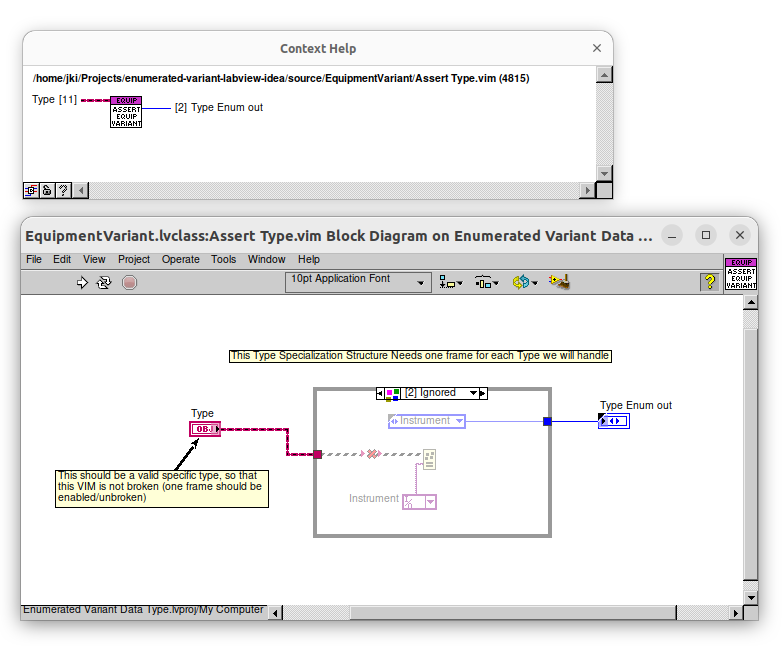 Context Help
/home/jki/Projects/enumerated-variant-labview-idea/source/EquipmentVariant/Assert Type.vim (4815)
Type [11]
EQUIP
ASSERT
EQUIP
VARIANT
[2] Type Enum out
?
EquipmentVariant.lvclass:Assert Type.vim Block Diagram on Enumerated Variant Data ...
File Edit View Project Operate Tools Window Help
10pt Application Font
?
EQUIP
ASSERT
EQUIP
VARIANT
This Type Specialization Structure Needs one frame for each Type we will handle
[2] Ignored
Type
OBJ
Instrument
Type Enum out
This should be a valid specific type, so that
this VIM is not broken (one frame should be
enabled/unbroken)
Instrument
Enumerated Variant Data Type.lvproj/My Computer